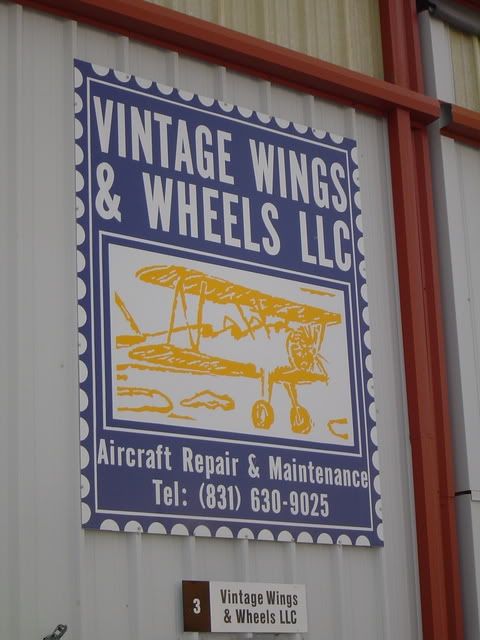 VINTAGE WINGS
& WHEELS LLC
Aircraft Repair & Maintenance
Tel: (831) 630-9025
3
Vintage Wings
& Wheels LLC